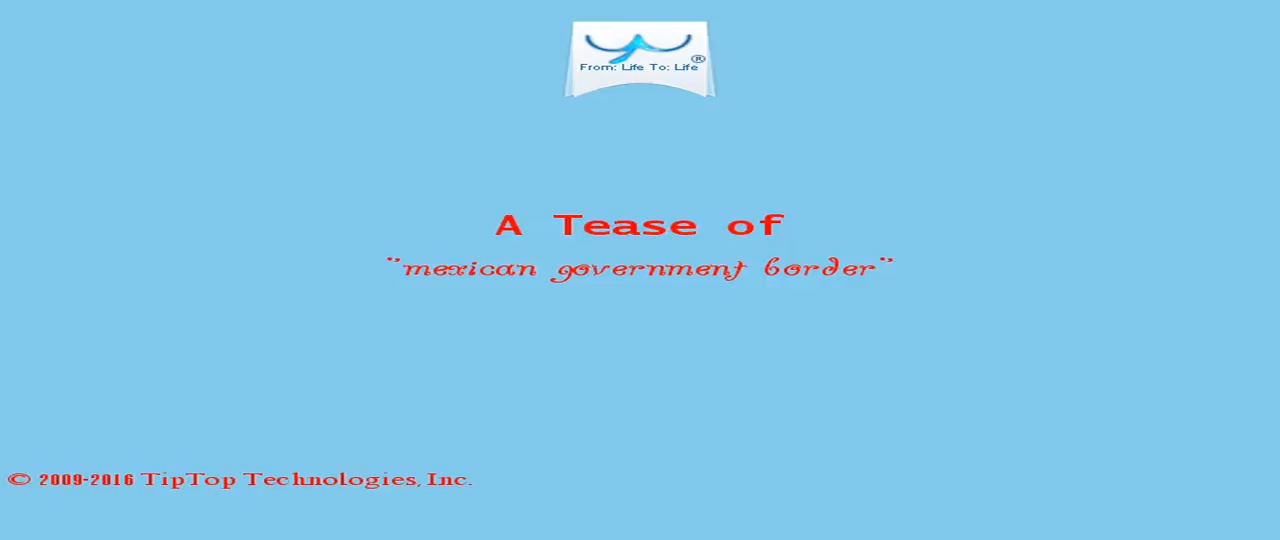 From: Life To: Life ®
A Tease of
"mexican government border"
© 2009-2016 TipTop Technologies, Inc.